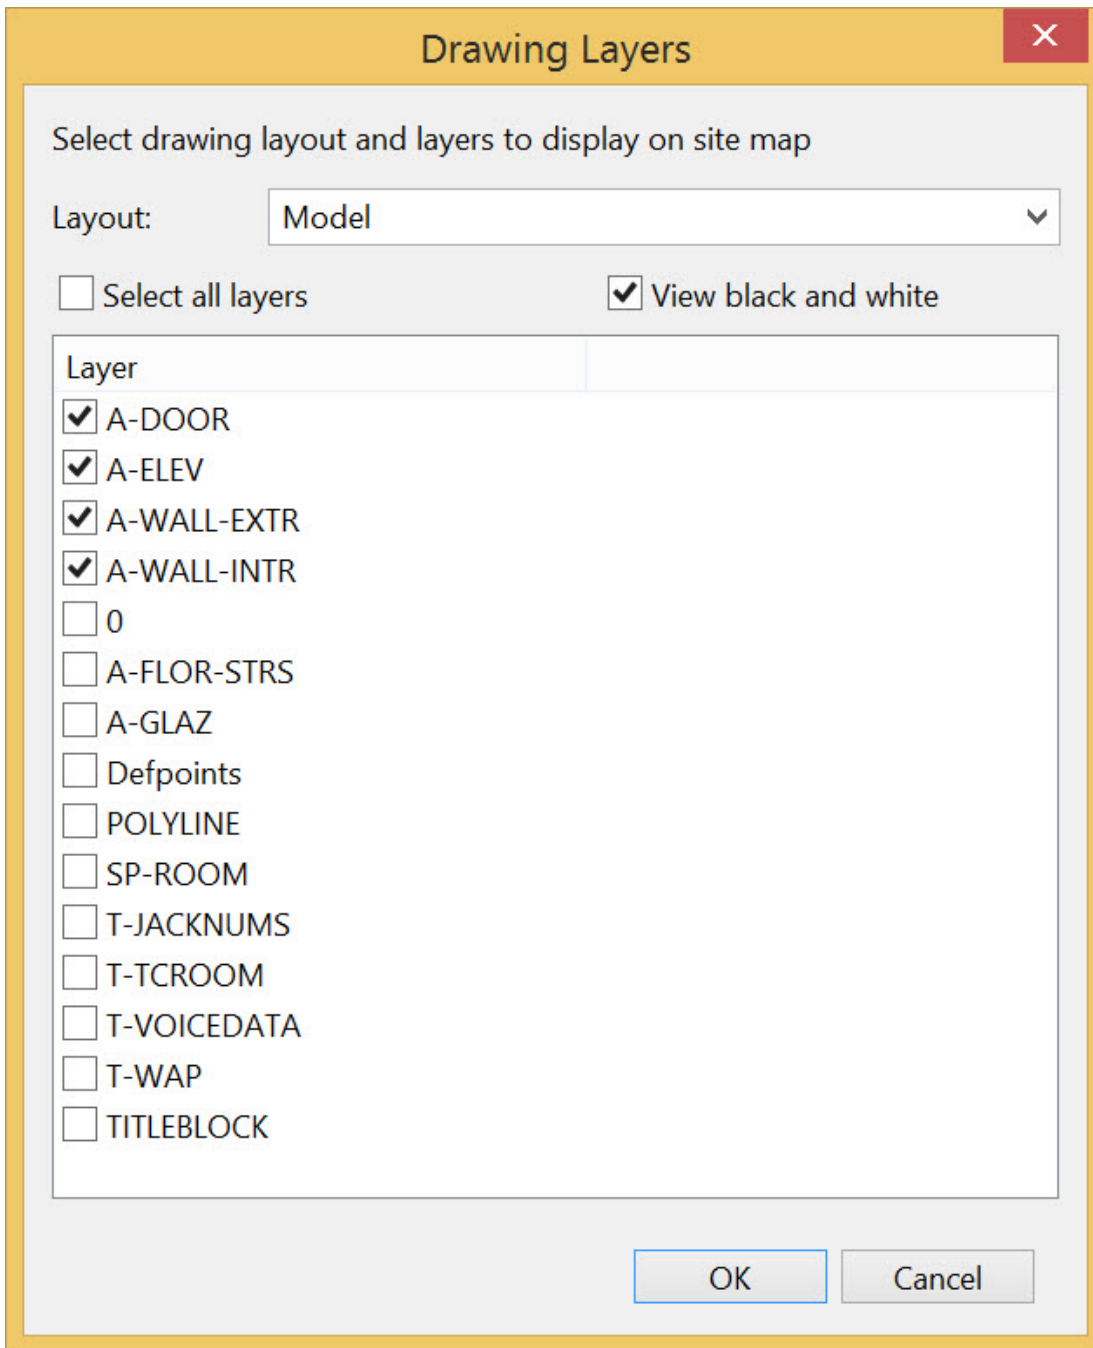 Drawing Layers
Select drawing layout and layers to display on site map
Layout: Model
Select all layers View black and white
Layer
A-DOOR
A-ELEV
A-WALL-EXTR
A-WALL-INTR
0
A-FLOR-STRS
A-GLAZ
Defpoints
POLYLINE
SP-ROOM
T-JACKNUMS
T-TCROOM
T-VOICEDATA
T-WAP
TITLEBLOCK
OK Cancel